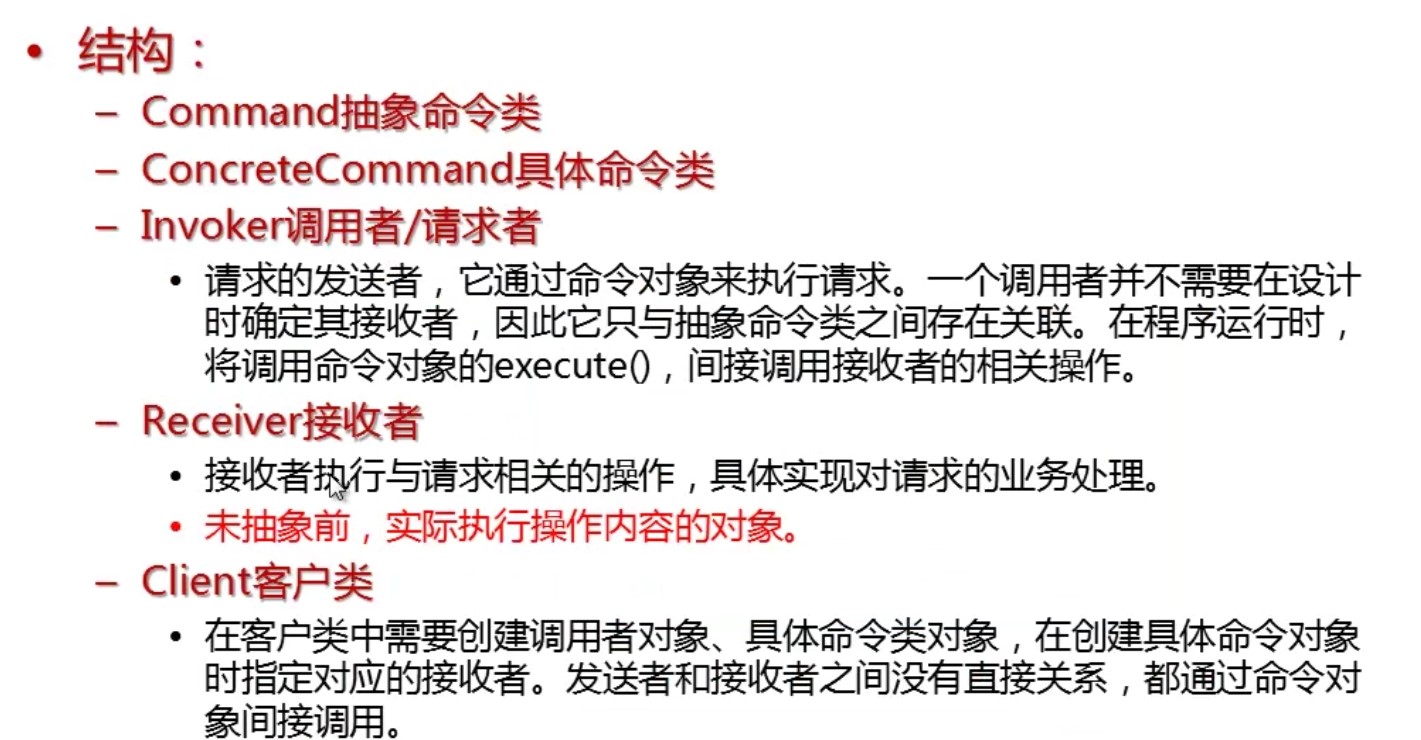 • 结构：
– Command抽象命令类
– ConcreteCommand具体命令类
– Invoker调用者/请求者
• 请求的发送者，它通过命令对象来执行请求。一个调用者并不需要在设计
时确定其接收者，因此它只与抽象命令类之间存在关联。在程序运行时，
将调用命令对象的execute()，间接调用接收者的相关操作。
– Receiver接收者
• 接收者执行与请求相关的操作，具体实现对请求的业务处理。
• 未抽象前，实际执行操作内容的对象。
– Client客户类
• 在客户类中需要创建调用者对象、具体命令类对象，在创建具体命令对象
时指定对应的接收者。发送者和接收者之间没有直接关系，都通过命令对
象间接调用。